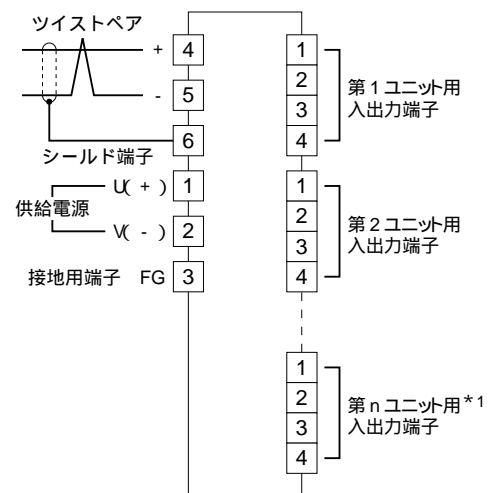 ツイストペア
+ 4
- 5
6
シールド端子
U( + ) 1
供給電源
V( - ) 2
接地用端子 FG 3
1
2
3
4
第1ユニット用
入出力端子
1
2
3
4
第2ユニット用
入出力端子
1
2
3
4
第nユニット用*1
入出力端子